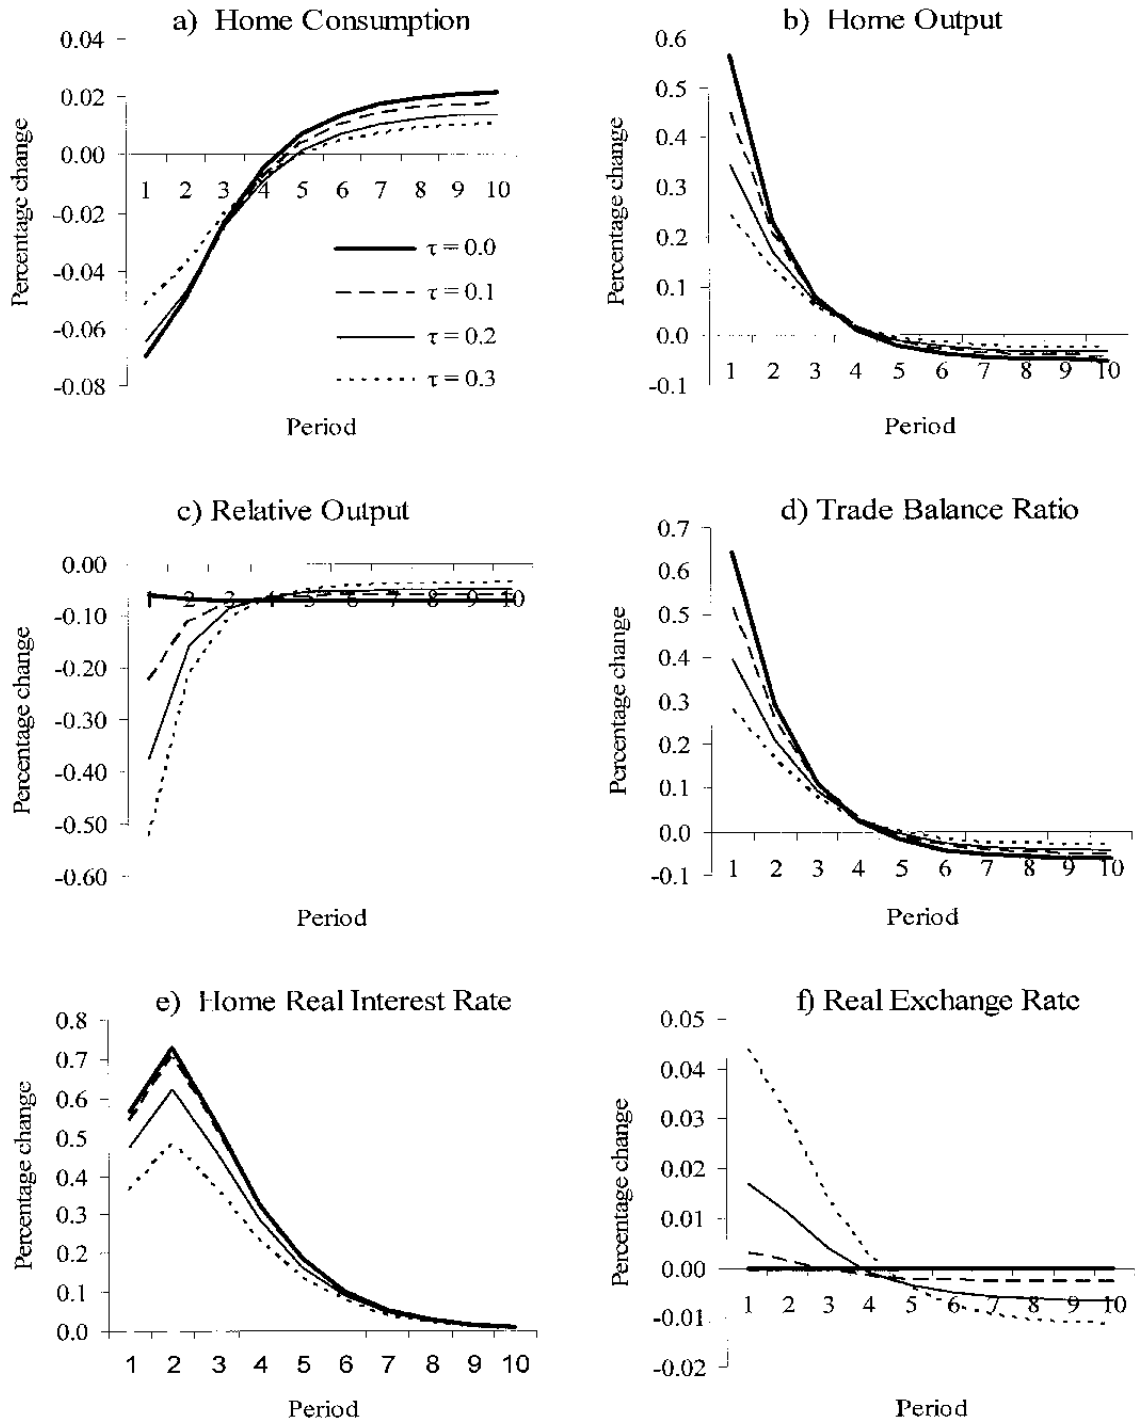 a) Home Consumption
0.04
0.02
0.00
-0.02
-0.04
-0.06
-0.08
Percentage change
1 2 3 4 5 6 7 8 9 10
τ = 0.0
τ = 0.1
τ = 0.2
τ = 0.3
Period
b) Home Output
0.6
0.5
0.4
0.3
0.2
0.1
0.0
-0.1
Percentage change
1 2 3 4 5 6 7 8 9 10
Period
c) Relative Output
0.00
-0.10
-0.20
-0.30
-0.40
-0.50
-0.60
Percentage change
1 2 3 4 5 6 7 8 9 10
Period
d) Trade Balance Ratio
0.7
0.6
0.5
0.4
0.3
0.2
0.1
0.0
-0.1
Percentage change
1 2 3 4 5 6 7 8 9 10
Period
e) Home Real Interest Rate
0.8
0.7
0.6
0.5
0.4
0.3
0.2
0.1
0.0
Percentage change
1 2 3 4 5 6 7 8 9 10
Period
f) Real Exchange Rate
0.05
0.04
0.03
0.02
0.01
0.00
-0.01
-0.02
Percentage change
1 2 3 4 5 6 7 8 9 10
Period